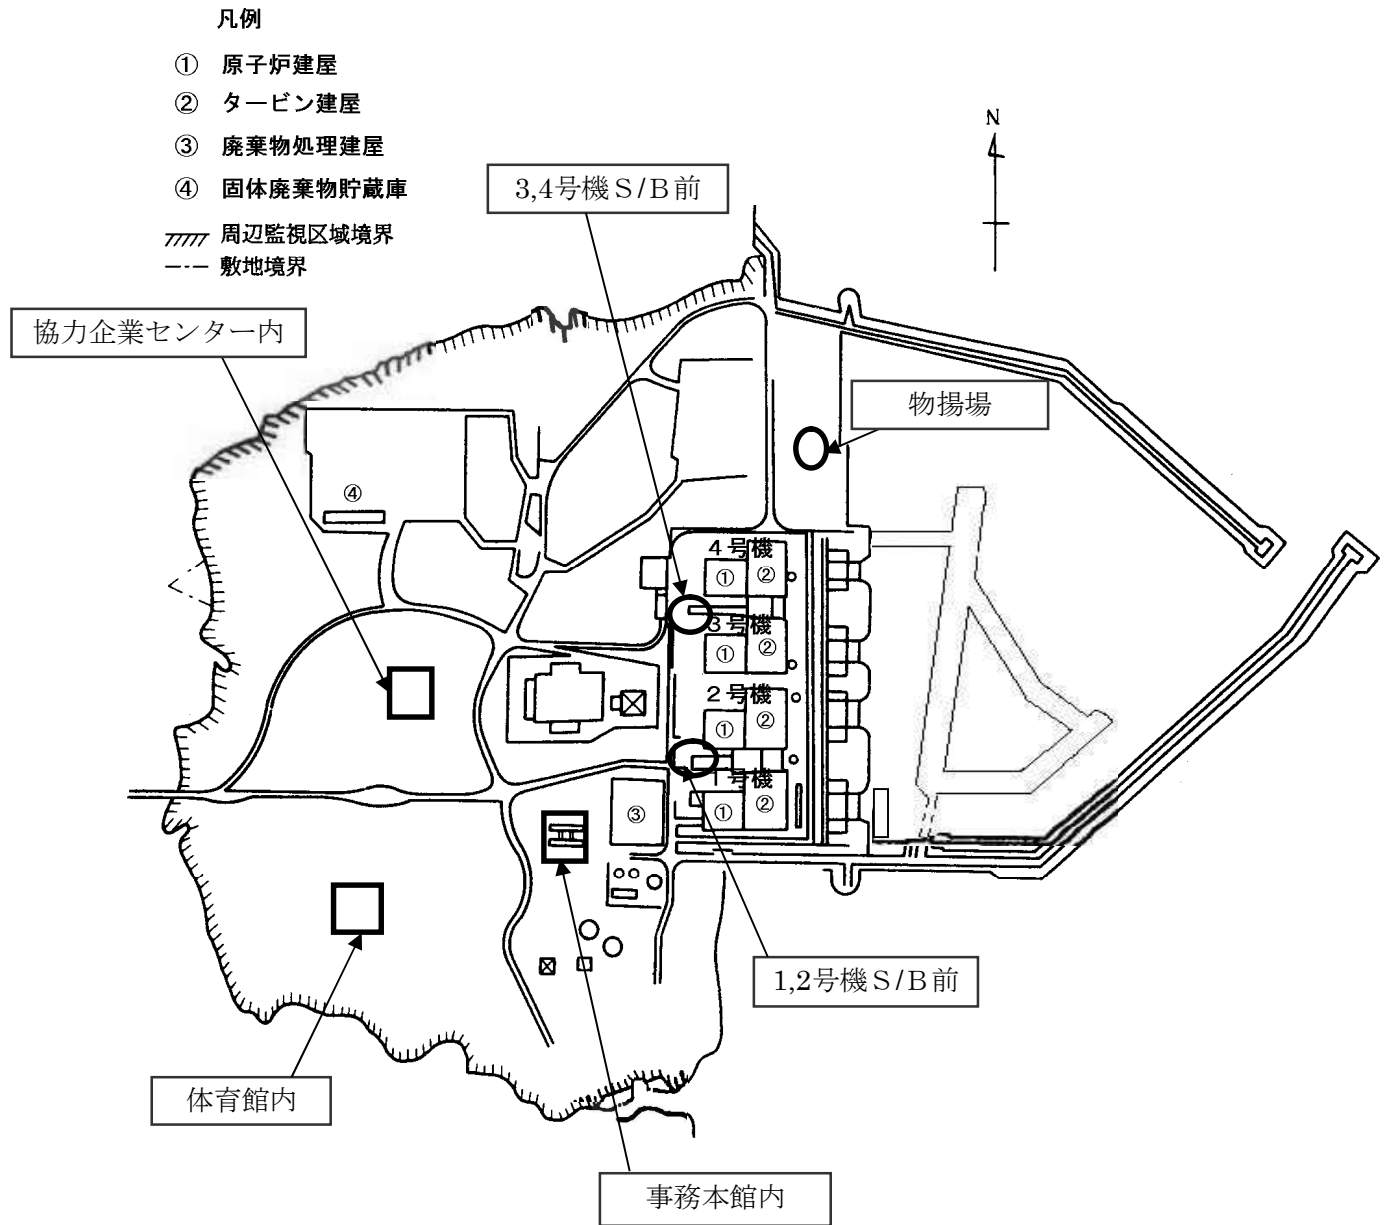 凡例
① 原子炉建屋
② タービン建屋
③ 廃棄物処理建屋
④ 固体廃棄物貯蔵庫
周辺監視区域境界
敷地境界
N
3,4号機Ｓ/Ｂ前
協力企業センター内
物揚場
④
4号機
①
②
3号機
①
②
2号機
①
②
1号機
①
②
③
1,2号機Ｓ/Ｂ前
体育館内
事務本館内